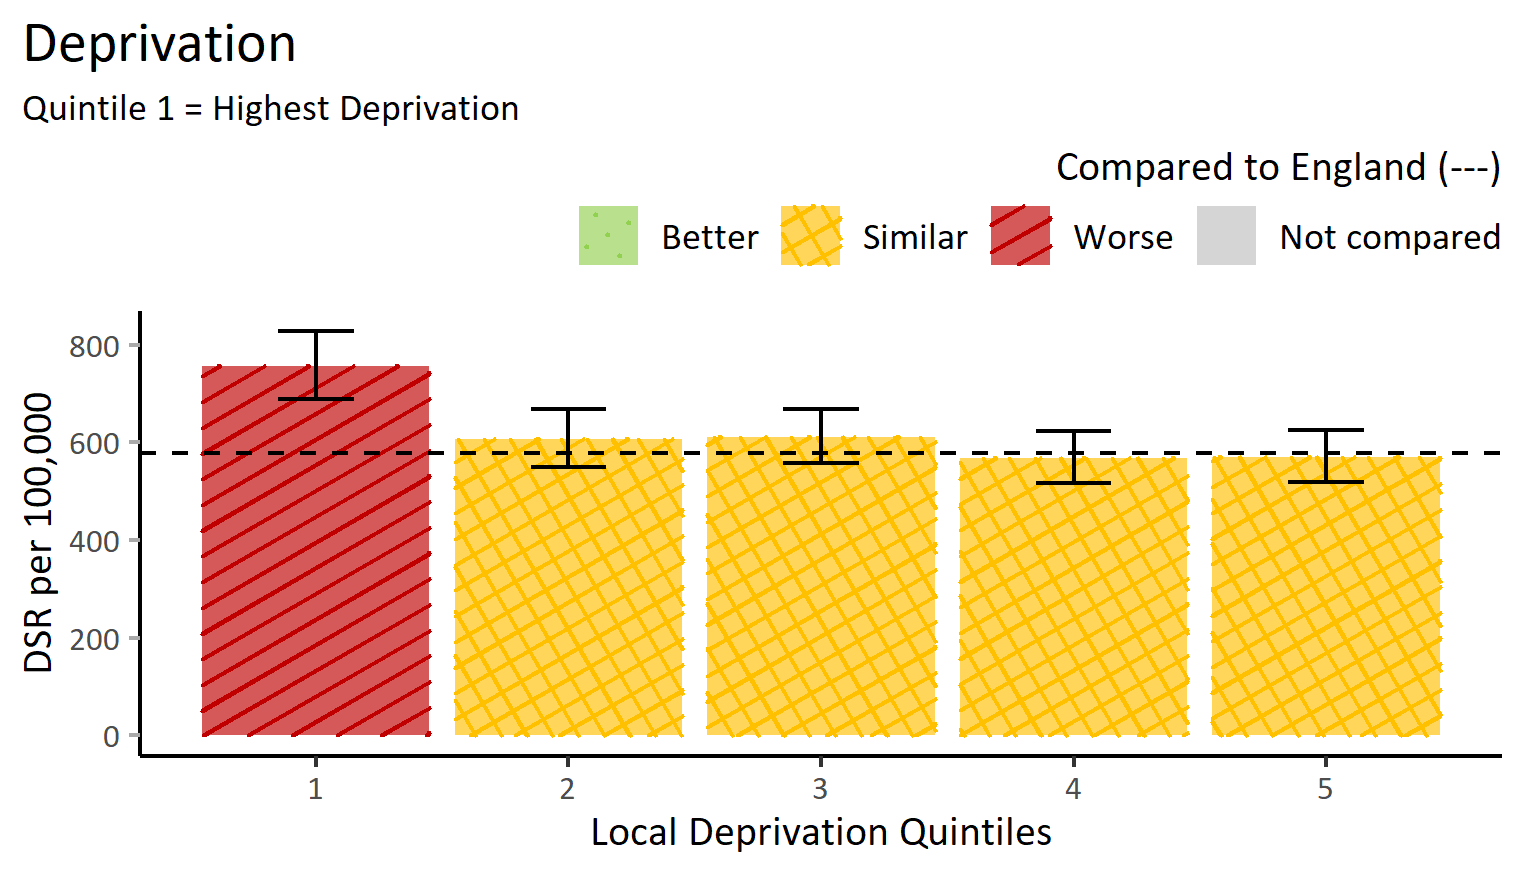 Deprivation
Quintile 1 = Highest Deprivation
Compared to England (---)
Better Similar Worse Not compared
DSR per 100,000
800
600
400
200
0
1 2 3 4 5
Local Deprivation Quintiles